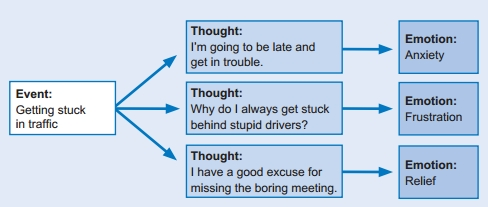 Event:
Getting stuck
in traffic
Thought:
I'm going to be late and
get in trouble.
Emotion:
Anxiety
Thought:
Why do I always get stuck
behind stupid drivers?
Emotion:
Frustration
Thought:
I have a good excuse for
missing the boring meeting.
Emotion:
Relief